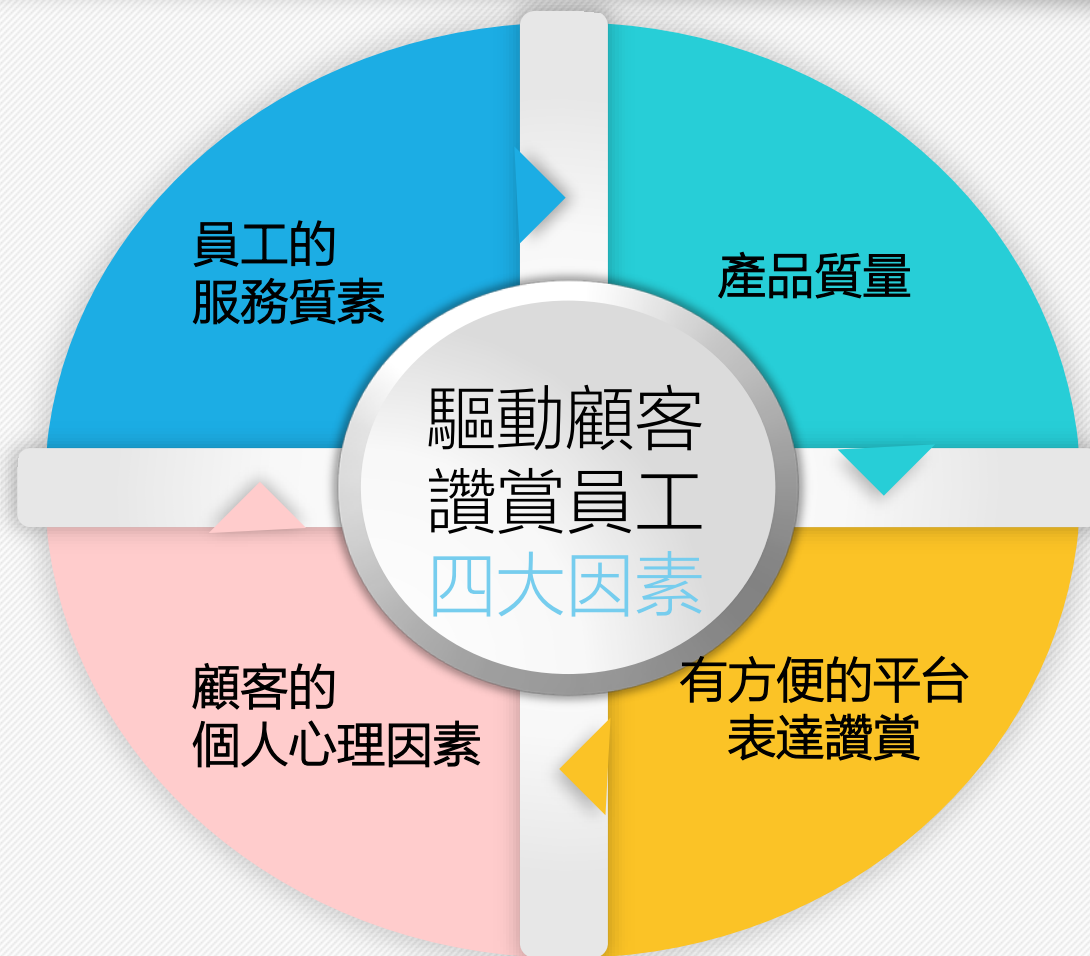 員工的
服務質素
產品質量
驅動顧客
讚賞員工
四大因素
顧客的
個人心理因素
有方便的平台
表達讚賞